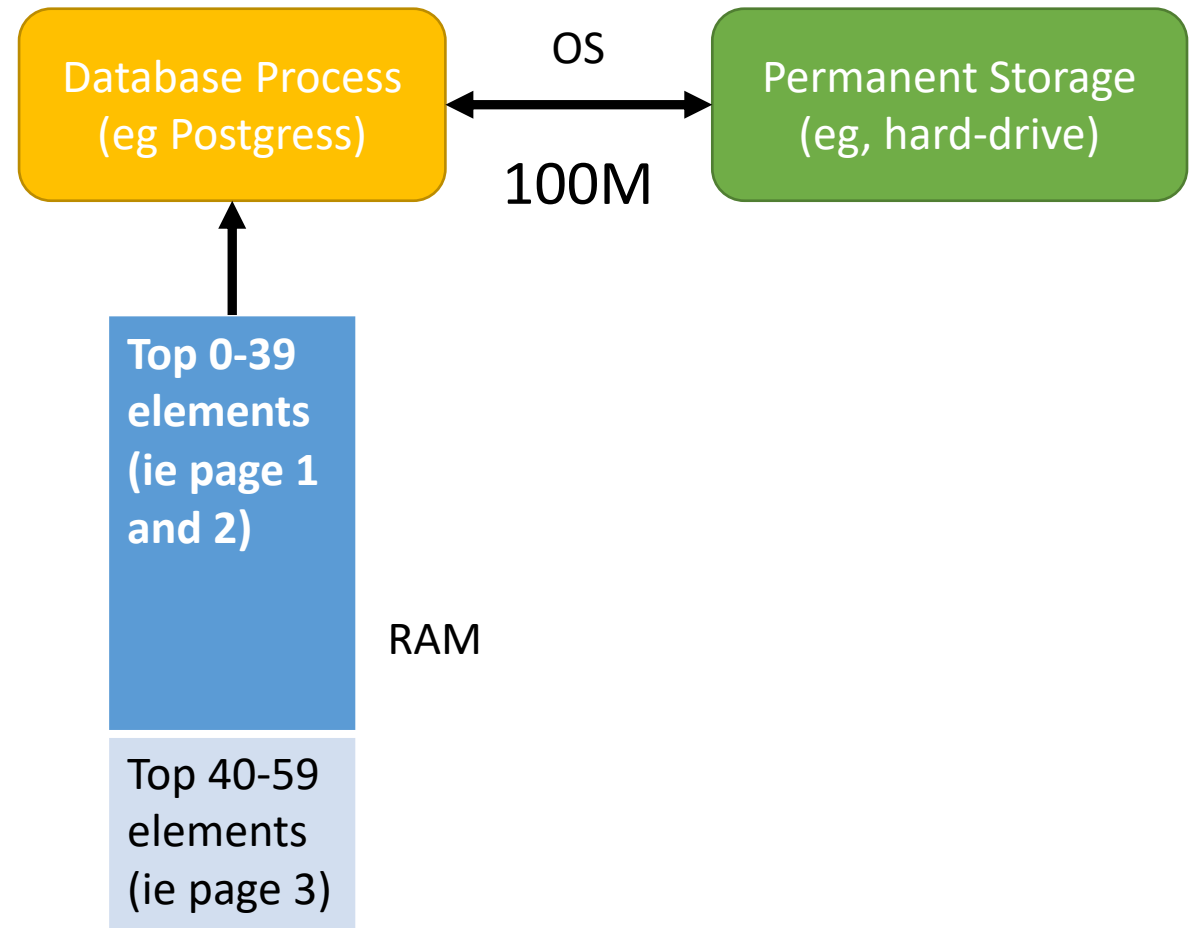 Database Process
(eg Postgress)
OS
100M
Permanent Storage
(eg, hard-drive)
Top 0-39
elements
(ie page 1
and 2)
RAM
Top 40-59
elements
(ie page 3)